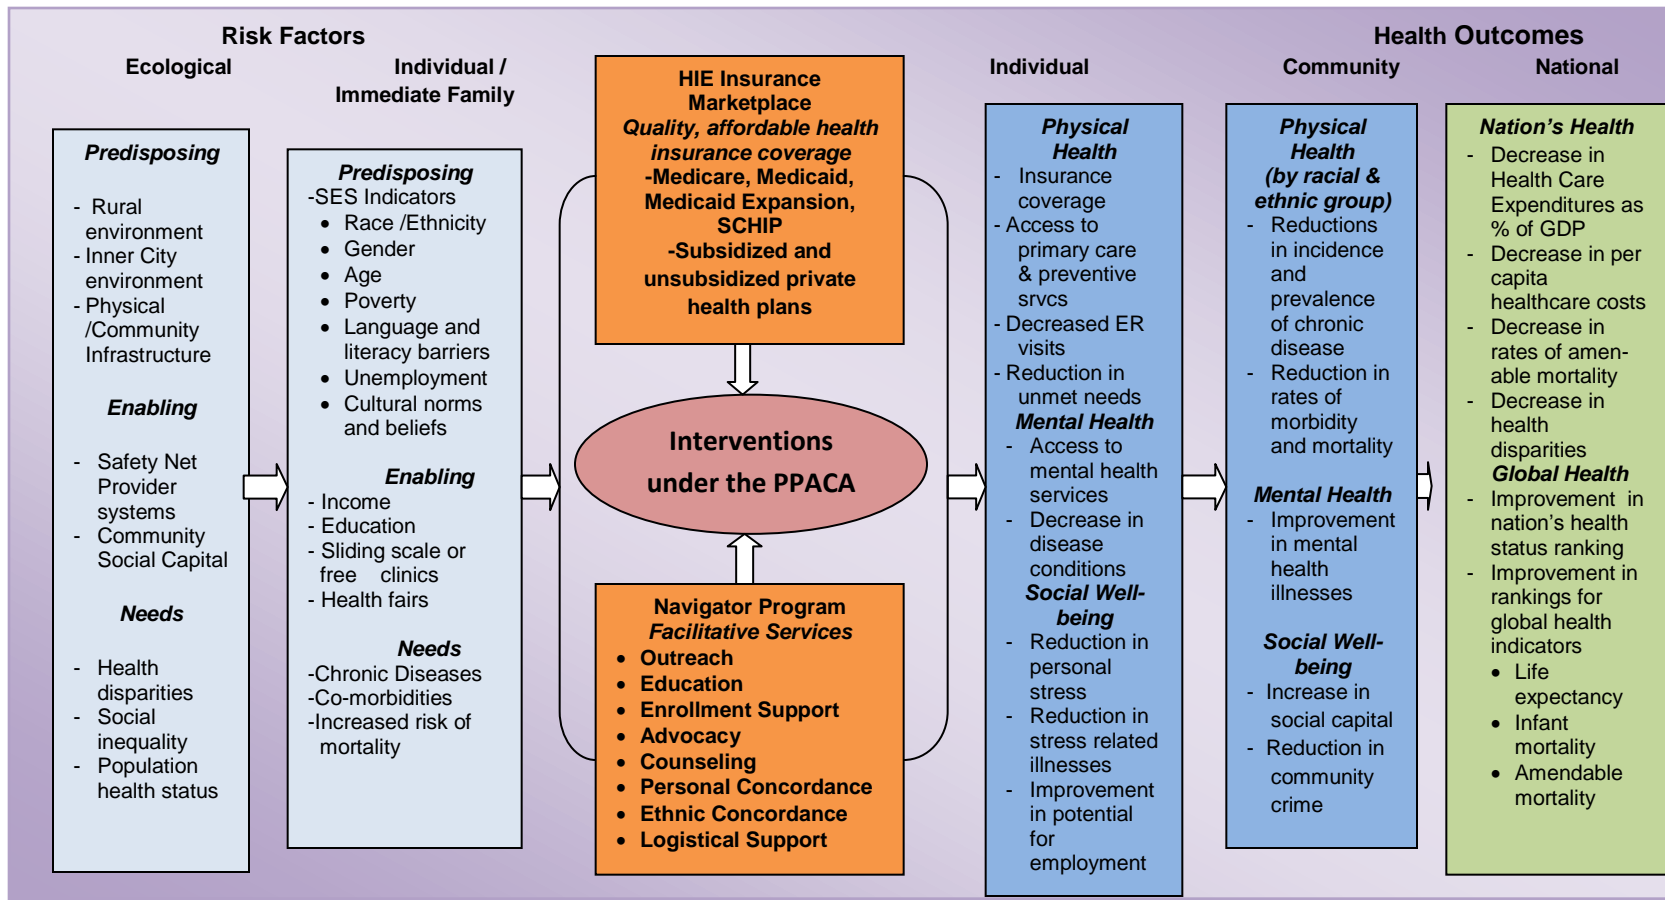 Risk Factors
Ecological
Individual /
Immediate Family
Predisposing
- Rural
environment
- Inner City
environment
- Physical
/Community
Infrastructure
Enabling
- Safety Net
Provider
systems
- Community
Social Capital
Needs
- Health
disparities
- Social
inequality
- Population
health status
Predisposing
-SES Indicators
• Race /Ethnicity
• Gender
• Age
• Poverty
• Language and
literacy barriers
• Unemployment
• Cultural norms
and beliefs
Enabling
- Income
- Education
- Sliding scale or
free clinics
- Health fairs
Needs
-Chronic Diseases
-Co-morbidities
-Increased risk of
mortality
HIE Insurance
Marketplace
Quality, affordable health
insurance coverage
-Medicare, Medicaid,
Medicaid Expansion,
SCHIP
-Subsidized and
unsubsidized private
health plans
Interventions
under the PPACA
Navigator Program
Facilitative Services
• Outreach
• Education
• Enrollment Support
• Advocacy
• Counseling
• Personal Concordance
• Ethnic Concordance
• Logistical Support
Health Outcomes
Individual
Community
National
Physical
Health
- Insurance
coverage
- Access to
primary care
& preventive
srvcs
- Decreased ER
visits
- Reduction in
unmet needs
Mental Health
- Access to
mental health
services
- Decrease in
disease
conditions
Social Well-
being
- Reduction in
personal
stress
- Reduction in
stress related
illnesses
- Improvement
in potential
for
employment
Physical
Health
(by racial &
ethnic group)
- Reductions
in incidence
and
prevalence
of chronic
disease
- Reduction in
rates of
morbidity
and mortality
Mental Health
- Improvement
in mental
health
illnesses
Social Well-
being
- Increase in
social capital
- Reduction in
community
crime
Nation's Health
- Decrease in
Health Care
Expenditures as
% of GDP
- Decrease in per
capita
healthcare costs
- Decrease in
rates of amen-
able mortality
- Decrease in
health
disparities
Global Health
- Improvement in
nation's health
status ranking
- Improvement in
rankings for
global health
indicators
• Life
expectancy
• Infant
mortality
• Amendable
mortality